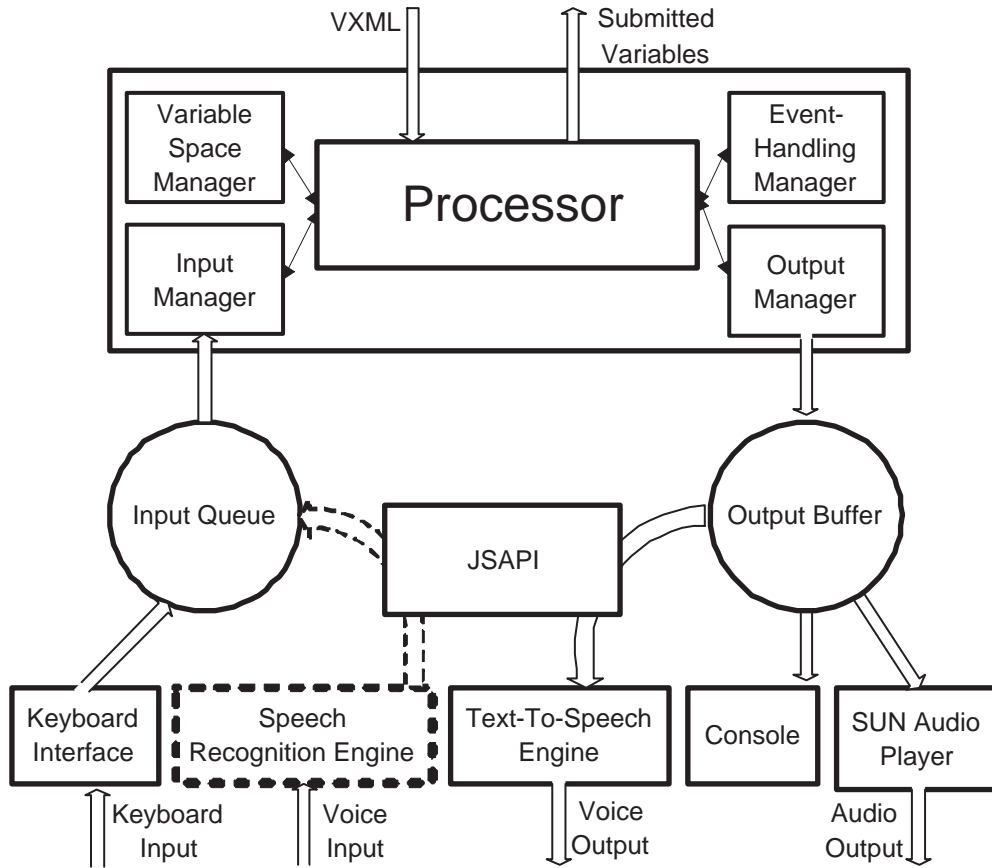 VXML
Submitted
Variables
Variable
Space
Manager
Event-
Handling
Manager
Processor
Input
Manager
Output
Manager
Input Queue
JSAPI
Output Buffer
Keyboard
Interface
Speech
Recognition Engine
Text-To-Speech
Engine
Console
SUN Audio
Player
Keyboard
Input
Voice
Input
Voice
Output
Audio
Output